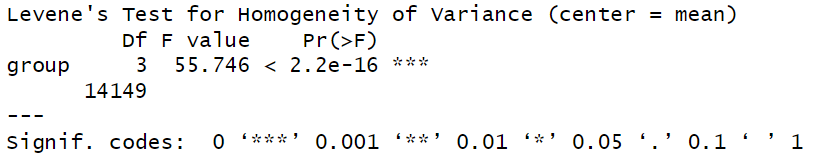 Levene's Test for Homogeneity of Variance (center = mean)
         Df F value    Pr(>F)
group     3  55.746 < 2.2e-16 ***
      14149
---
Signif. codes:  0 ‘***’ 0.001 ‘**’ 0.01 ‘*’ 0.05 ‘.’ 0.1 ‘ ’ 1